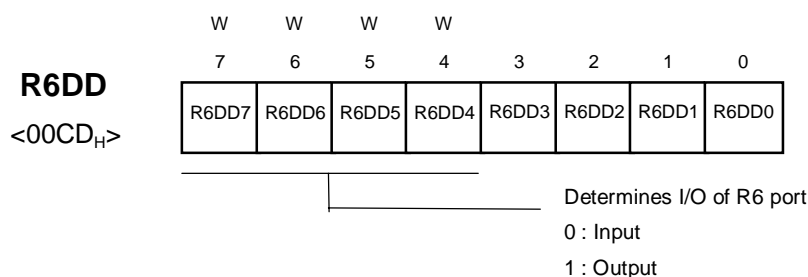 W W W W
7 6 5 4 3 2 1 0
R6DD
<00CDH>
R6DD7 R6DD6 R6DD5 R6DD4 R6DD3 R6DD2 R6DD1 R6DD0
Determines I/O of R6 port
0 : Input
1 : Output